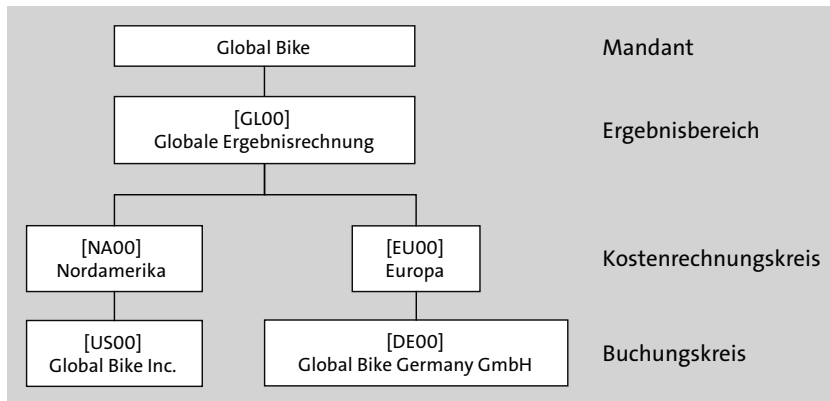 Global Bike
Mandant
[GL00]
Globale Ergebnisrechnung
Ergebnisbereich
[NA00]
Nordamerika
[EU00]
Europa
Kostenrechnungskreis
[US00]
Global Bike Inc.
[DE00]
Global Bike Germany GmbH
Buchungskreis